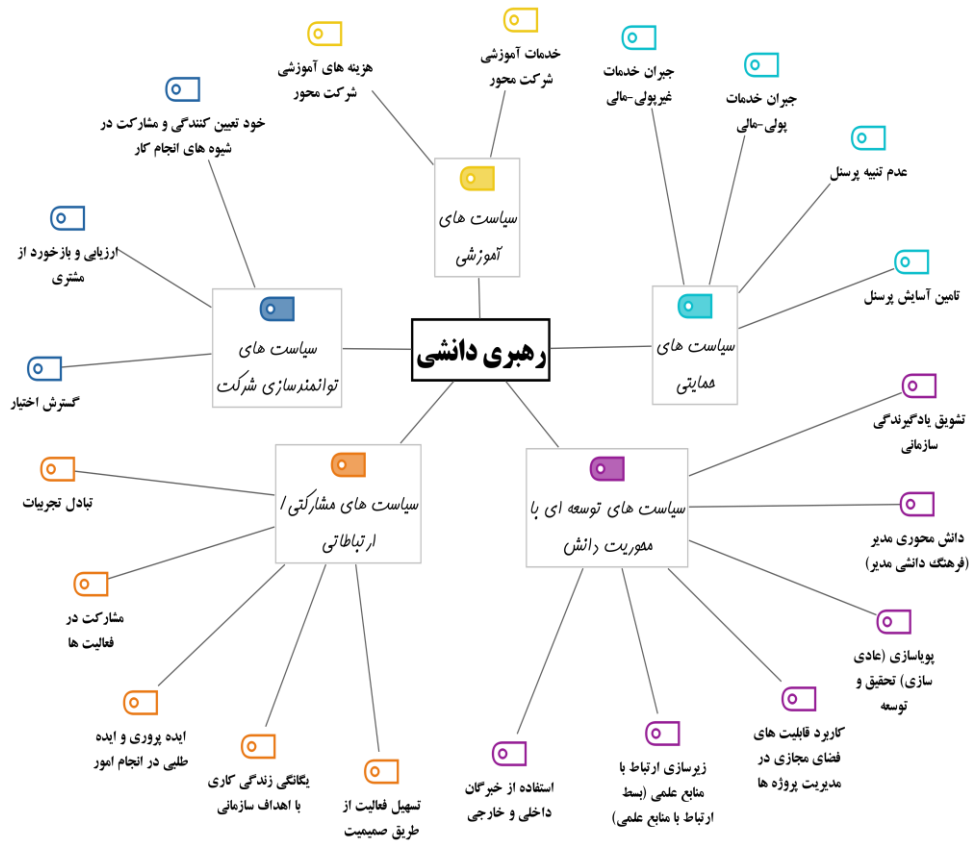 رهبری دانشی
سیاست های
آموزشی
هزینه های آموزشی
شرکت محور
خدمات آموزشی
شرکت محور
سیاست های
حمایتی
جبران خدمات
غیرپولی-مالی
جبران خدمات
پولی-مالی
عدم تنبیه پرسنل
تامین آسایش پرسنل
سیاست های توسعه ای با
محوریت دانش
تشویق یادگیرندگی
سازمانی
دانش محوری مدیر
(فرهنگ دانشی مدیر)
پویاسازی (عادی
سازی) تحقیق و
توسعه
کاربرد قابلیت های
فضای مجازی در
مدیریت پروژه ها
زیرسازی ارتباط با
منابع علمی (بسط
ارتباط با منابع علمی)
استفاده از خبرگان
داخلی و خارجی
سیاست های مشارکتی/
ارتباطاتی
تسهیل فعالیت از
طریق صمیمیت
یگانگی زندگی کاری
با اهداف سازمانی
ایده پروری و ایده
طلبی در انجام امور
مشارکت در
فعالیت ها
تبادل تجربیات
سیاست های
توانمندسازی شرکت
گسترش اختیار
ارزیابی و بازخورد از
مشتری
خود تعیین کنندگی و مشارکت در
شیوه های انجام کار